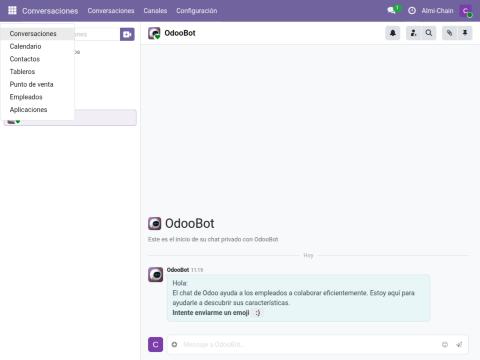 Conversaciones
Conversaciones
Canales
Configuración
1
Almi-Chain
C
Conversaciones
Calendario
Contactos
Tableros
Punto de venta
Empleados
Aplicaciones
OdooBot
OdooBot
Este es el inicio de su chat privado con OdooBot
Hoy
OdooBot 11:19
Hola:
El chat de Odoo ayuda a los empleados a colaborar eficientemente. Estoy aquí para
ayudarle a descubrir sus características.
Intente enviarme un emoji :)
C
Mensaje a OdooBot...